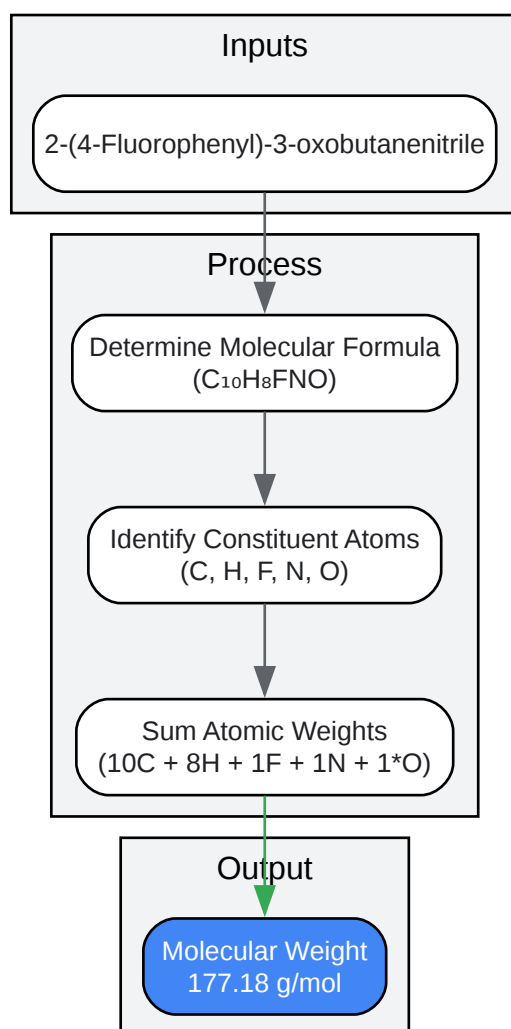 Inputs
2-(4-Fluorophenyl)-3-oxobutanenitrile
Process
Determine Molecular Formula
(C₁₀H₈FNO)
Identify Constituent Atoms
(C, H, F, N, O)
Sum Atomic Weights
(10C + 8H + 1F + 1N + 1*O)
Output
Molecular Weight
177.18 g/mol